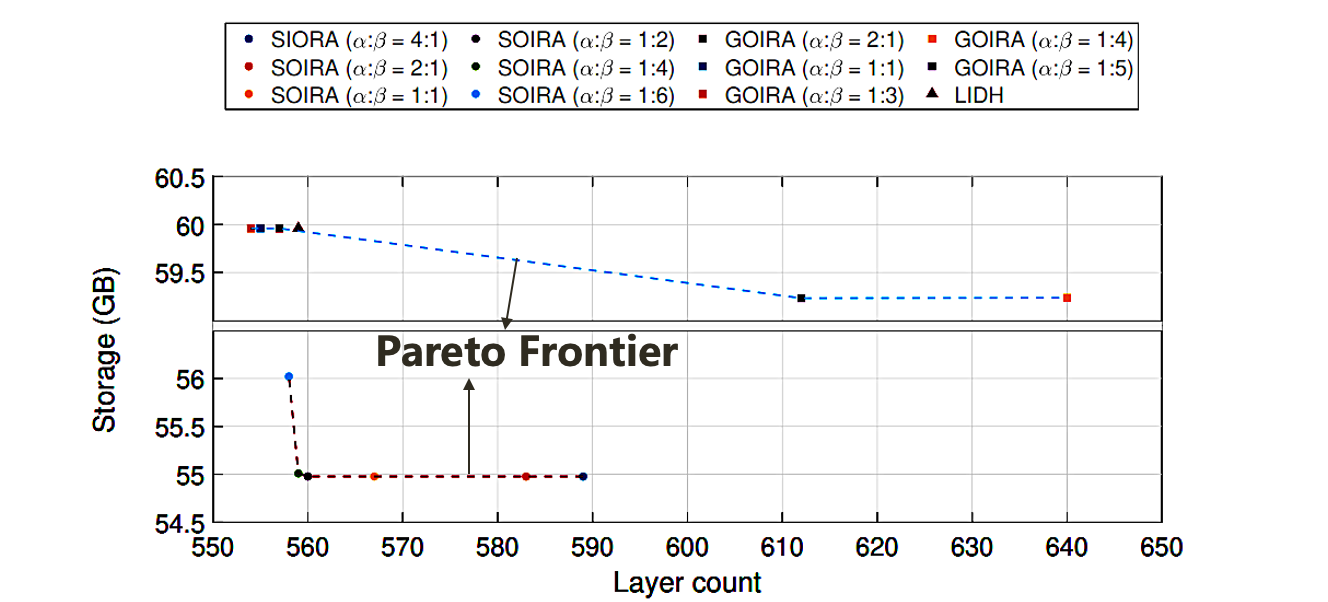 SIORA (α:β = 4:1) SOIRA (α:β = 1:2) GOIRA (α:β = 2:1) GOIRA (α:β = 1:4)
SOIRA (α:β = 2:1) SOIRA (α:β = 1:4) GOIRA (α:β = 1:1) GOIRA (α:β = 1:5)
SOIRA (α:β = 1:1) SOIRA (α:β = 1:6) GOIRA (α:β = 1:3) LIDH
60.5
60
59.5
Pareto Frontier
56
55.5
55
54.5
Storage (GB)
550 560 570 580 590 600 610 620 630 640 650
Layer count